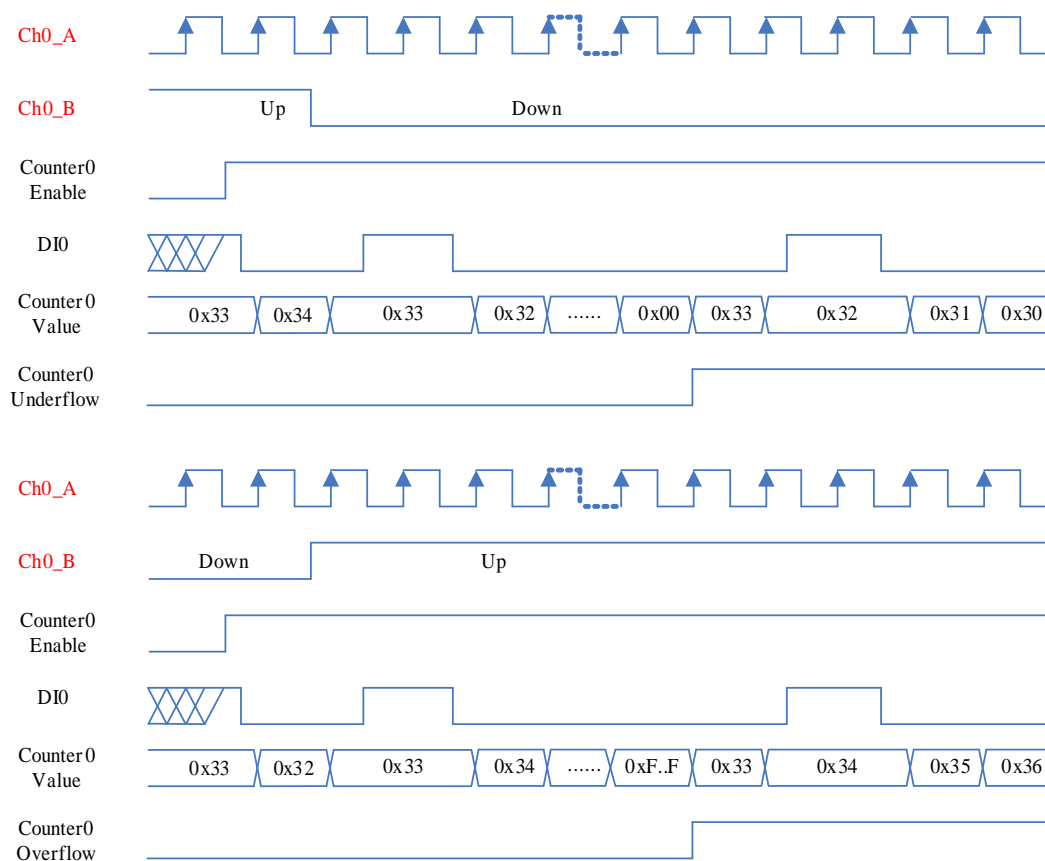 Ch0_A
Ch0_B
Up
Down
Counter0
Enable
DI0
Counter0
Value
0x33
0x34
0x33
0x32
......
0x00
0x33
0x32
0x31
0x30
Counter0
Underflow
Ch0_A
Ch0_B
Down
Up
Counter0
Enable
DI0
Counter0
Value
0x33
0x32
0x33
0x34
......
0xF..F
0x33
0x34
0x35
0x36
Counter0
Overflow